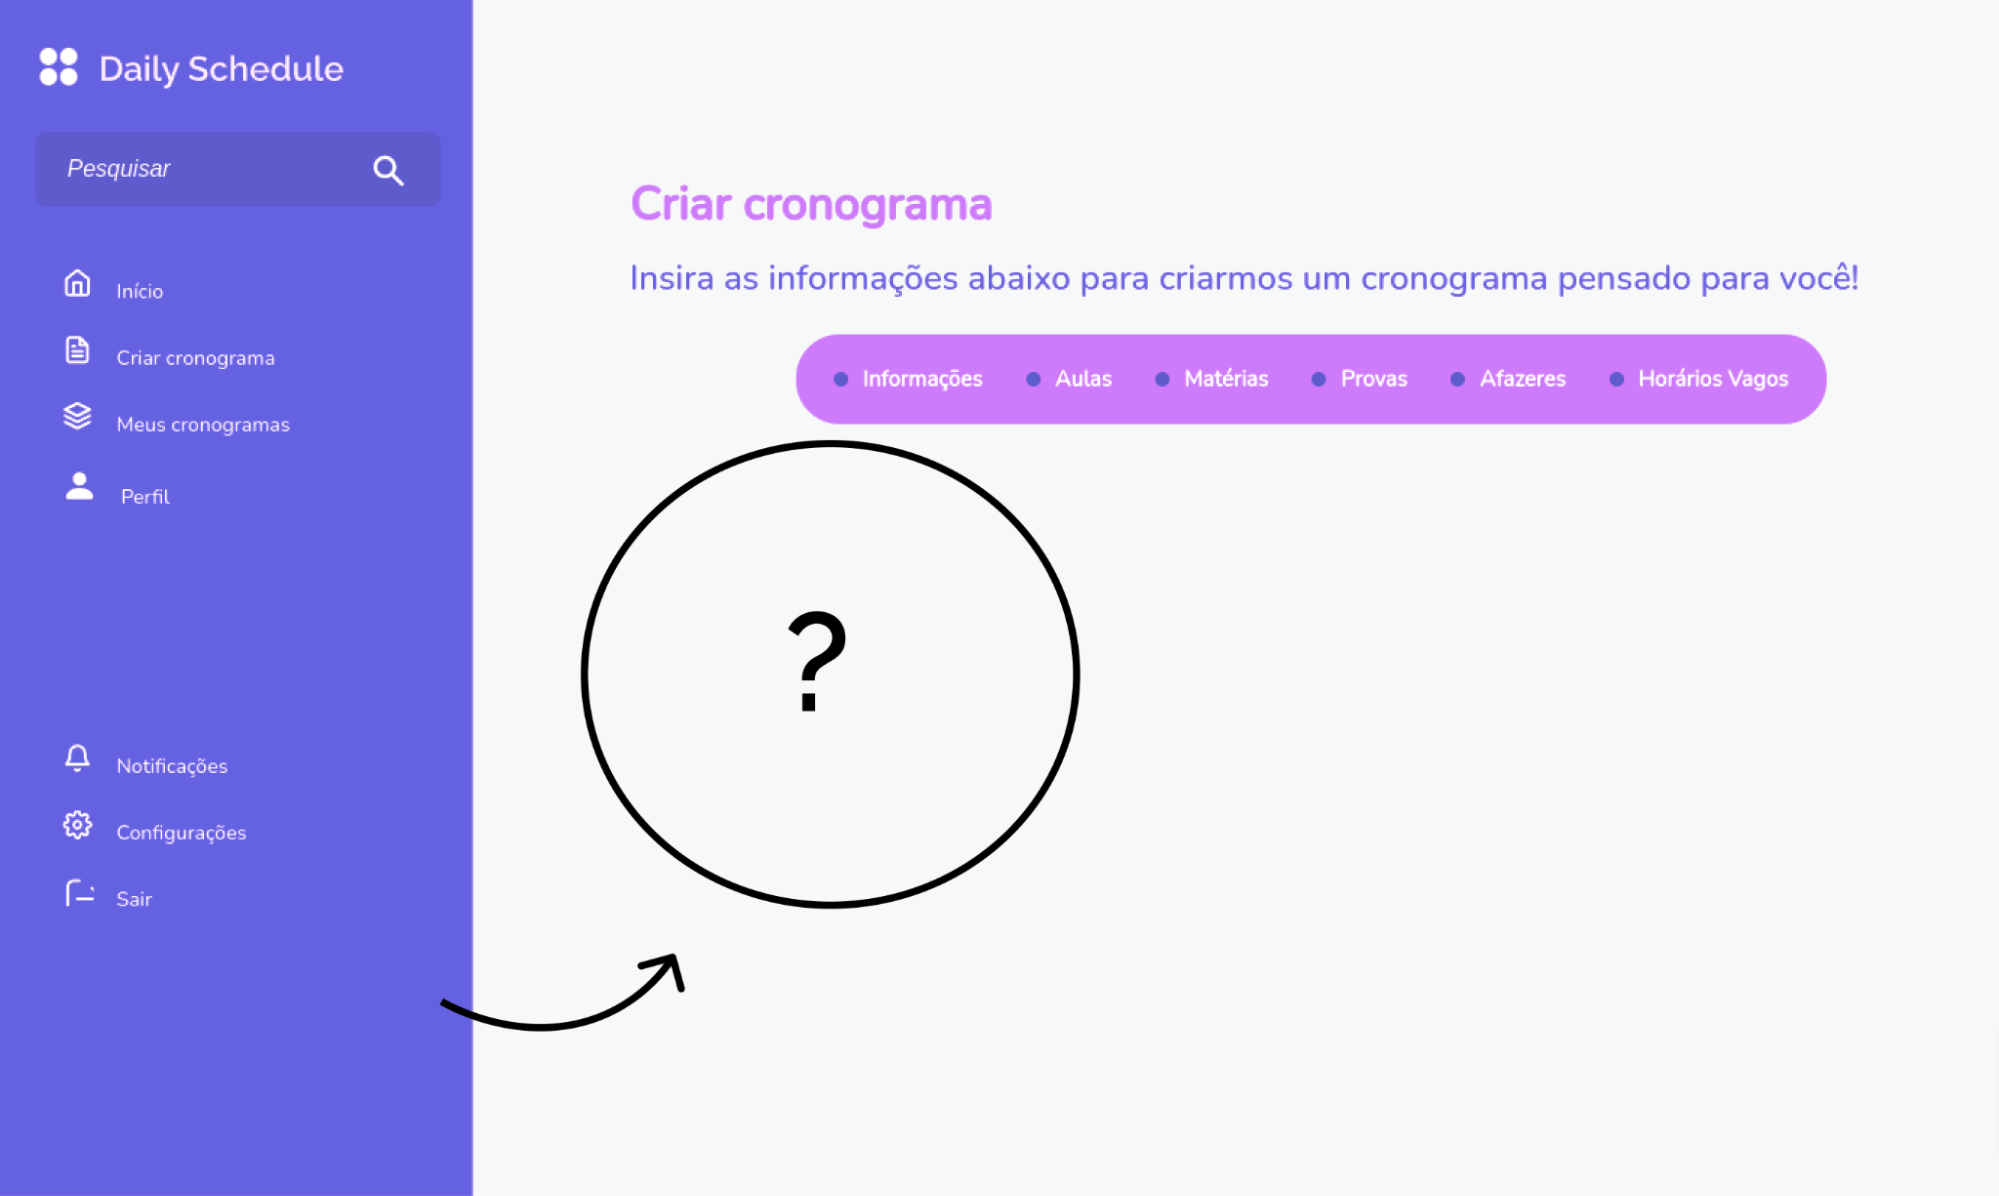 Daily Schedule
Pesquisar
Início
Criar cronograma
Meus cronogramas
Perfil
Notificações
Configurações
Sair
Criar cronograma
Insira as informações abaixo para criarmos um cronograma pensado para você!
Informações Aulas Matérias Provas Afazeres Horários Vagos
?